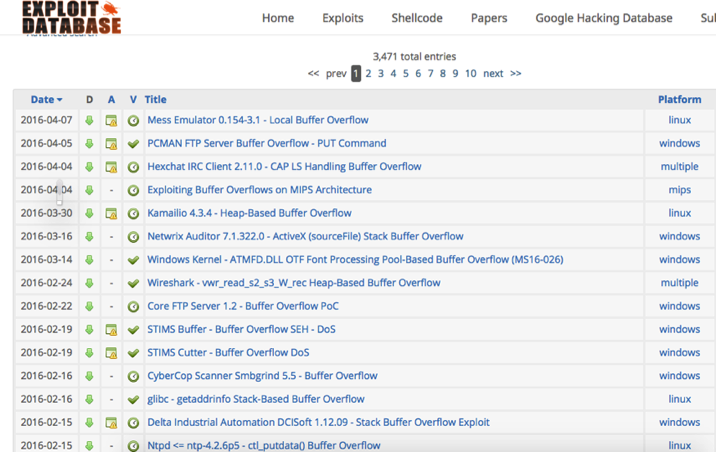 EXPLOIT
DATABASE
Home Exploits Shellcode Papers Google Hacking Database Sul
Advanced search
3,471 total entries
<< prev 1 2 3 4 5 6 7 8 9 10 next >>
Date D A V Title Platform
2016-04-07 Mess Emulator 0.154-3.1 - Local Buffer Overflow linux
2016-04-05 PCMAN FTP Server Buffer Overflow - PUT Command windows
2016-04-04 Hexchat IRC Client 2.11.0 - CAP LS Handling Buffer Overflow multiple
2016-04-04 - Exploiting Buffer Overflows on MIPS Architecture mips
2016-03-30 Kamailio 4.3.4 - Heap-Based Buffer Overflow linux
2016-03-16 - Netwrix Auditor 7.1.322.0 - ActiveX (sourceFile) Stack Buffer Overflow windows
2016-03-14 - Windows Kernel - ATMFD.DLL OTF Font Processing Pool-Based Buffer Overflow (MS16-026) windows
2016-02-24 - Wireshark - vwr_read_s2_s3_W_rec Heap-Based Buffer Overflow multiple
2016-02-22 - Core FTP Server 1.2 - Buffer Overflow PoC windows
2016-02-19 STIMS Buffer - Buffer Overflow SEH - DoS windows
2016-02-19 STIMS Cutter - Buffer Overflow DoS windows
2016-02-16 - CyberCop Scanner Smbgrind 5.5 - Buffer Overflow windows
2016-02-16 - glibc - getaddrinfo Stack-Based Buffer Overflow linux
2016-02-15 Delta Industrial Automation DCISoft 1.12.09 - Stack Buffer Overflow Exploit windows
2016-02-15 - Ntpd <= ntp-4.2.6p5 - ctl_putdata() Buffer Overflow linux